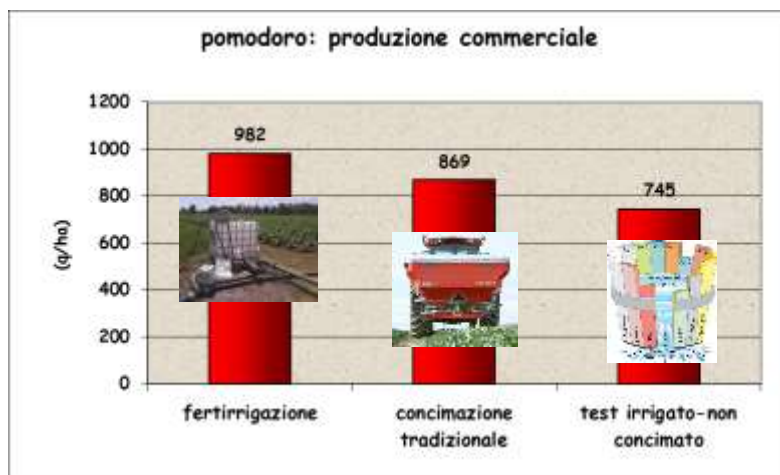 pomodoro: produzione commerciale
1200
1000
800
600
400
200
0
(q/ha)
982
869
745
fertirrigazione
concimazione
tradizionale
test irrigato-non
concimato